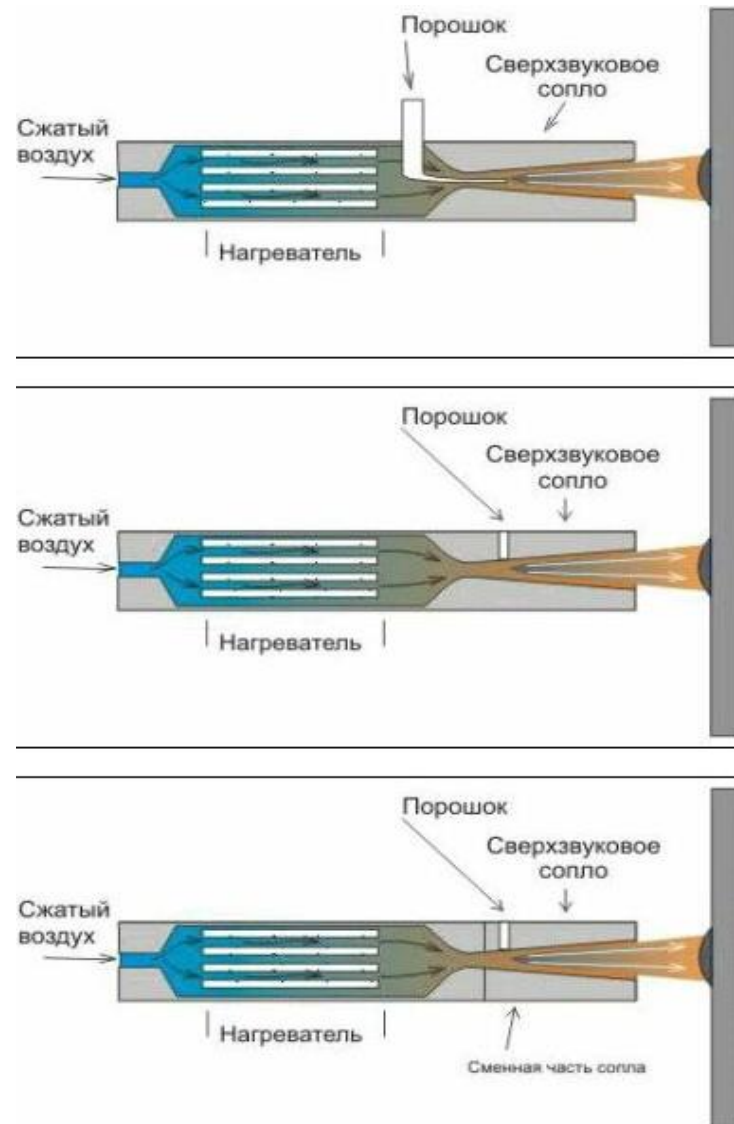 Порошок
Сверхзвуковое
сопло
Сжатый
воздух
Нагреватель
Порошок
Сверхзвуковое
сопло
Сжатый
воздух
Нагреватель
Порошок
Сверхзвуковое
сопло
Сжатый
воздух
Нагреватель
Сменная часть сопла